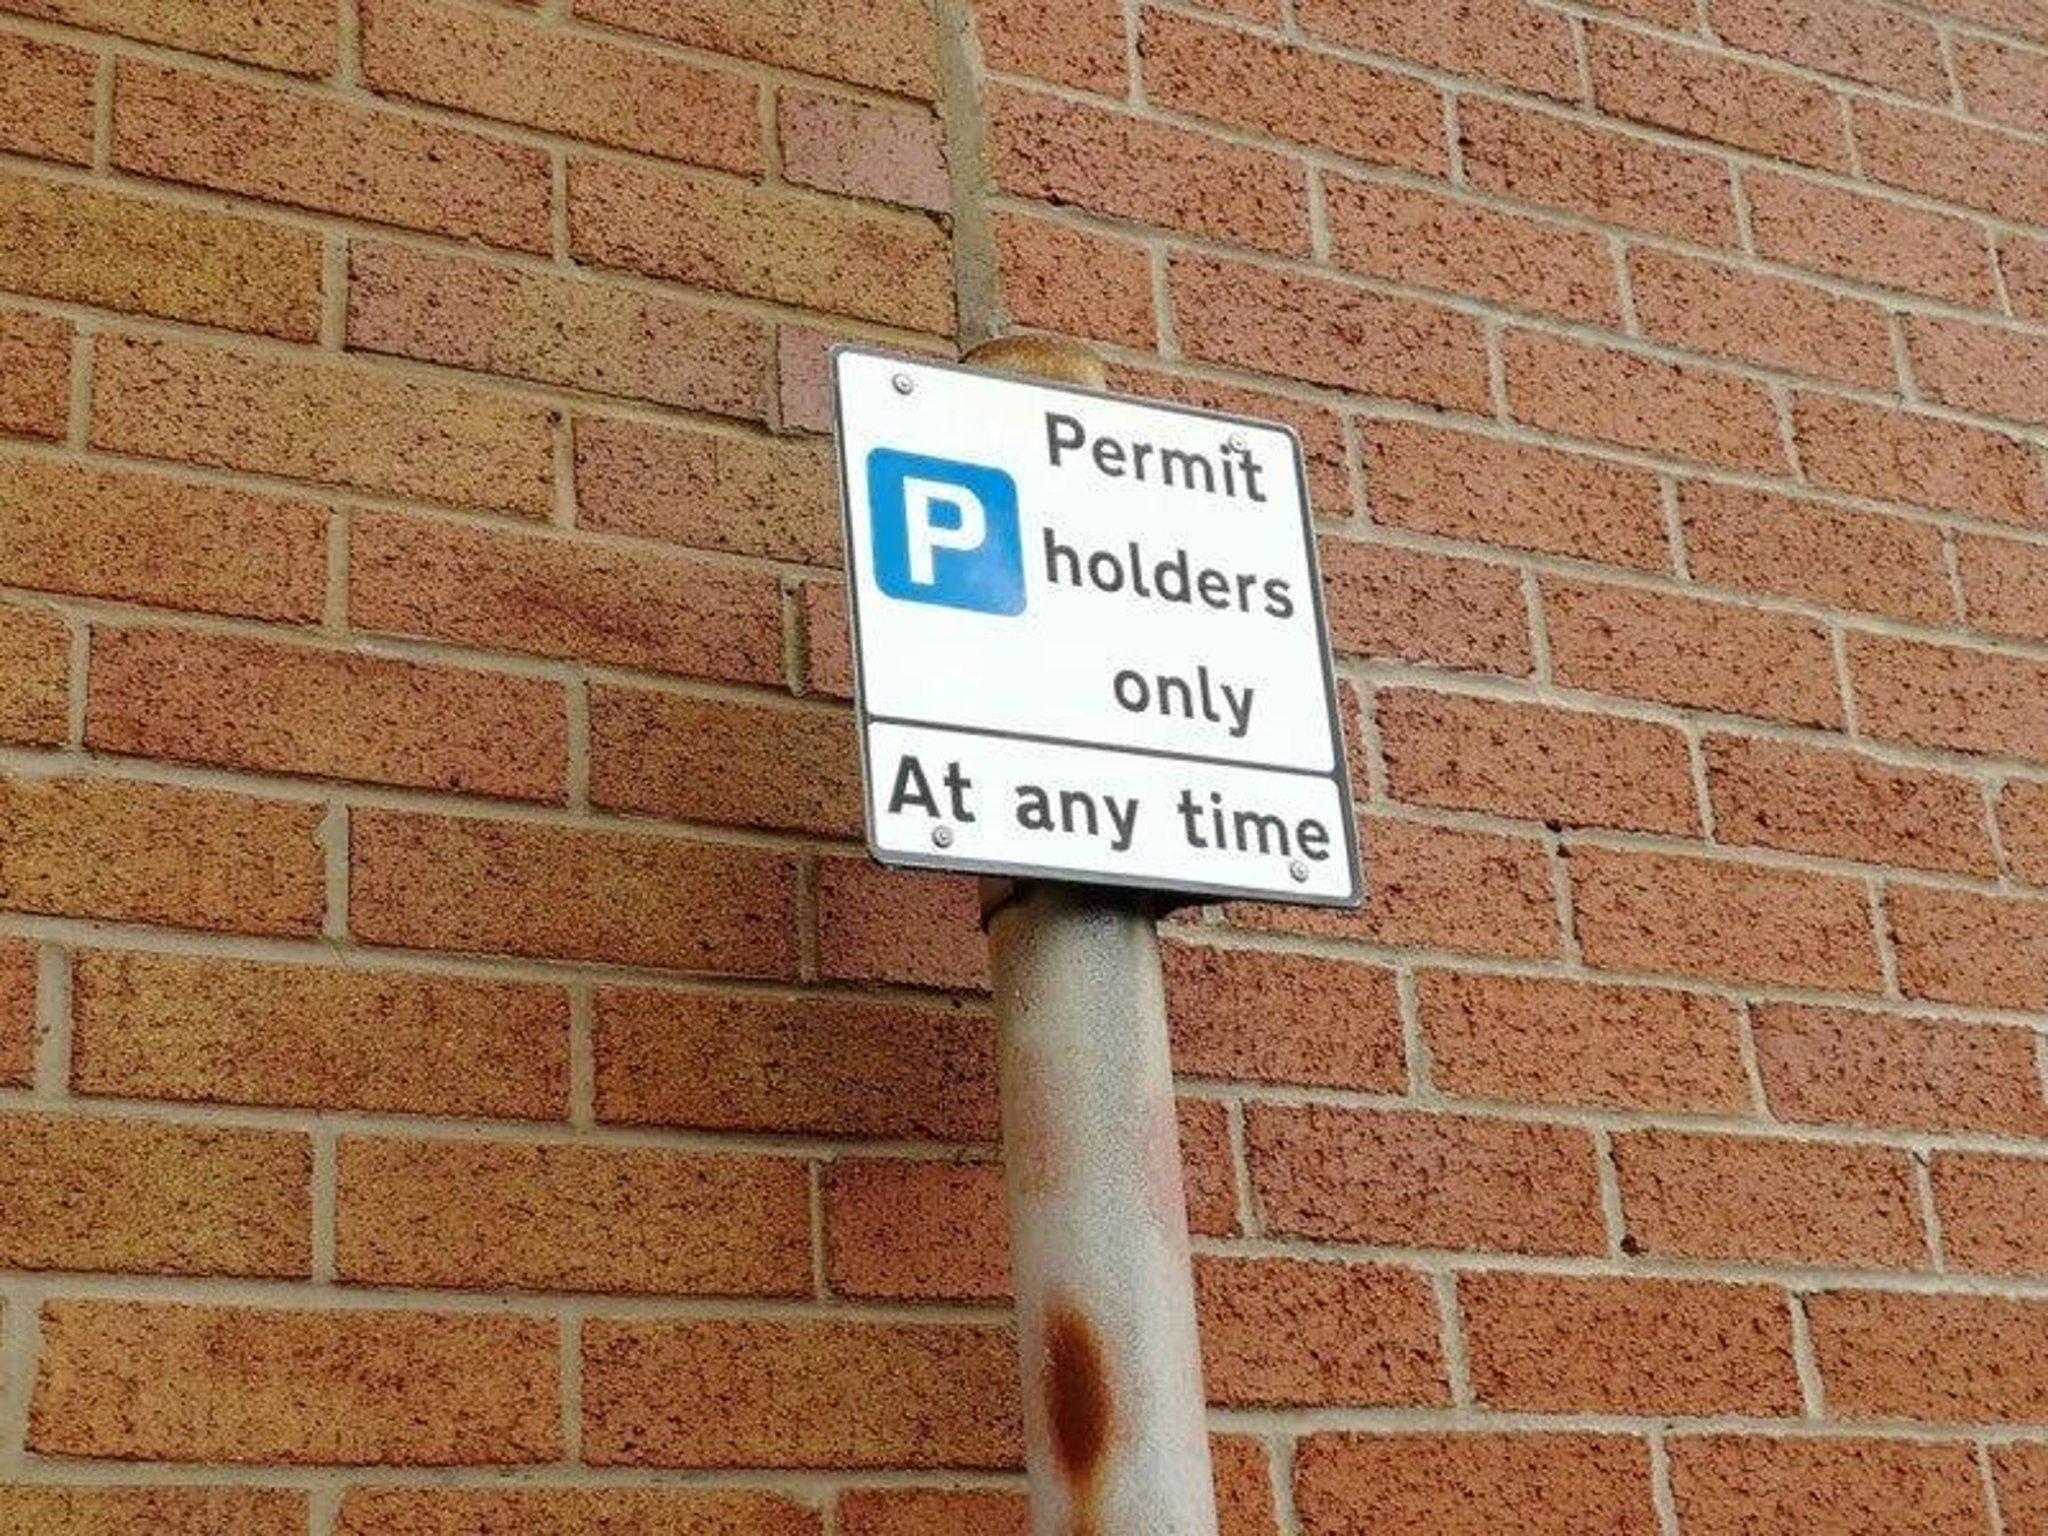 P
Permit
holders
only
At any time